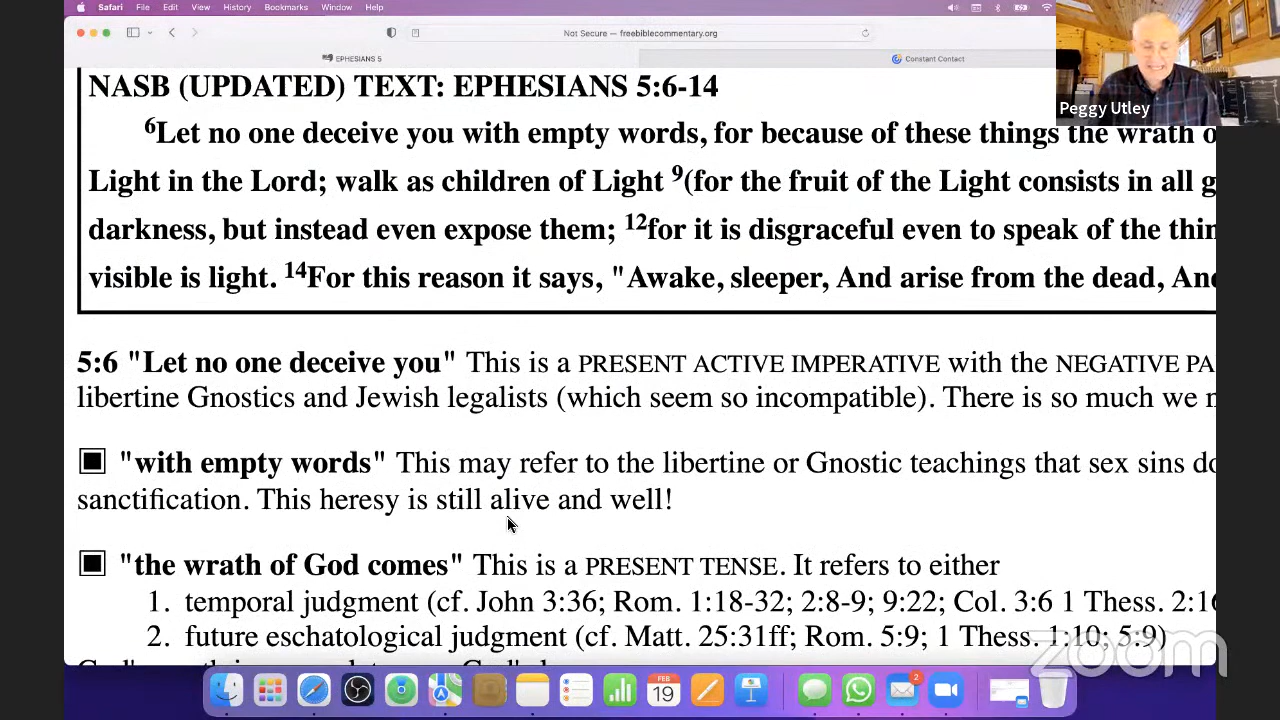 Safari File Edit View History Bookmarks Window Help
Not Secure — freebiblecommentary.org
EPHESIANS 5
Constant Contact
Peggy Utley
NASB (UPDATED) TEXT: EPHESIANS 5:6-14
6Let no one deceive you with empty words, for because of these things the wrath o
Light in the Lord; walk as children of Light 9(for the fruit of the Light consists in all g
darkness, but instead even expose them; 12for it is disgraceful even to speak of the thin
visible is light. 14For this reason it says, "Awake, sleeper, And arise from the dead, An
5:6 "Let no one deceive you" This is a PRESENT ACTIVE IMPERATIVE with the NEGATIVE PA
libertine Gnostics and Jewish legalists (which seem so incompatible). There is so much we
"with empty words" This may refer to the libertine or Gnostic teachings that sex sins do
sanctification. This heresy is still alive and well!
"the wrath of God comes" This is a PRESENT TENSE. It refers to either
1. temporal judgment (cf. John 3:36; Rom. 1:18-32; 2:8-9; 9:22; Col. 3:6 1 Thess. 2:16
2. future eschatological judgment (cf. Matt. 25:31ff; Rom. 5:9; 1 Thess. 1:10; 5:9)
zoom
FEB
19
2